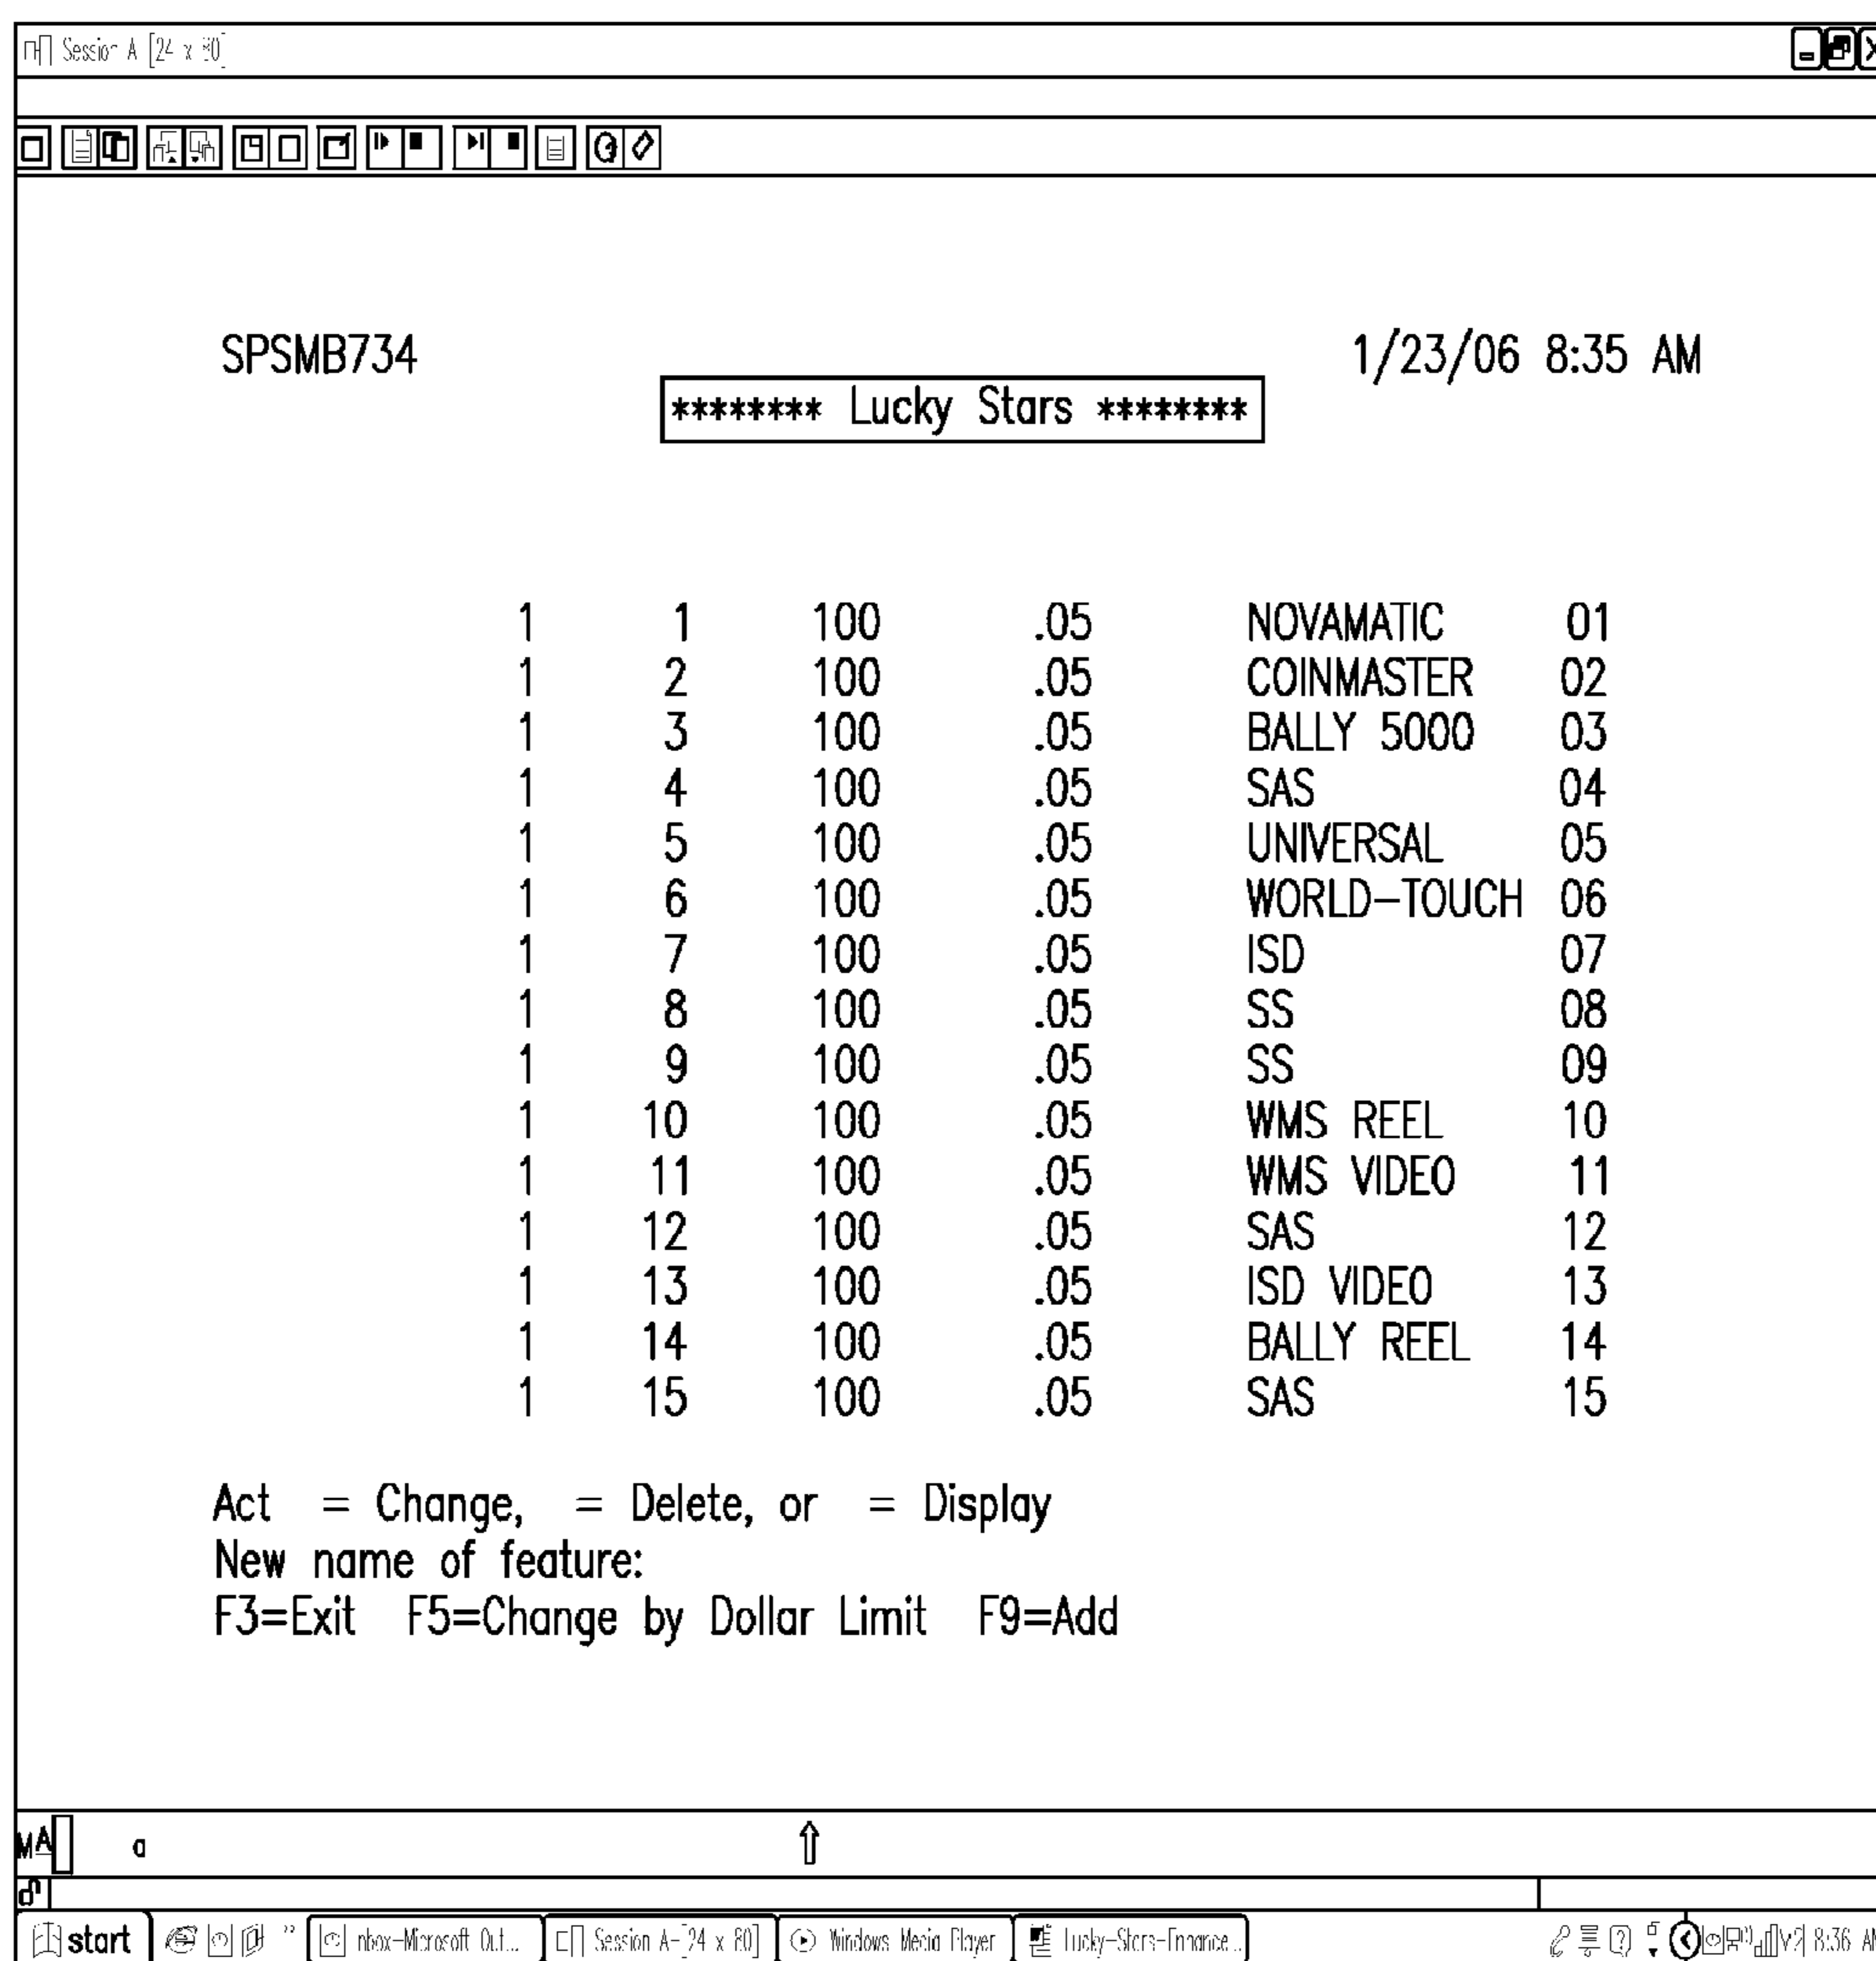 Session A [24 x 80]
SPSMB734 1/23/06 8:35 AM
******** Lucky Stars ********
1 1 100 .05 NOVAMATIC 01
1 2 100 .05 COINMASTER 02
1 3 100 .05 BALLY 5000 03
1 4 100 .05 SAS 04
1 5 100 .05 UNIVERSAL 05
1 6 100 .05 WORLD-TOUCH 06
1 7 100 .05 ISD 07
1 8 100 .05 SS 08
1 9 100 .05 SS 09
1 10 100 .05 WMS REEL 10
1 11 100 .05 WMS VIDEO 11
1 12 100 .05 SAS 12
1 13 100 .05 ISD VIDEO 13
1 14 100 .05 BALLY REEL 14
1 15 100 .05 SAS 15
Act = Change, = Delete, or = Display
New name of feature:
F3=Exit F5=Change by Dollar Limit F9=Add
MA a
start nbox-Microsoft Out... Session A-[24 x 80] Windows Media Player Lucky-Stars-Enhance... 8:36 AM